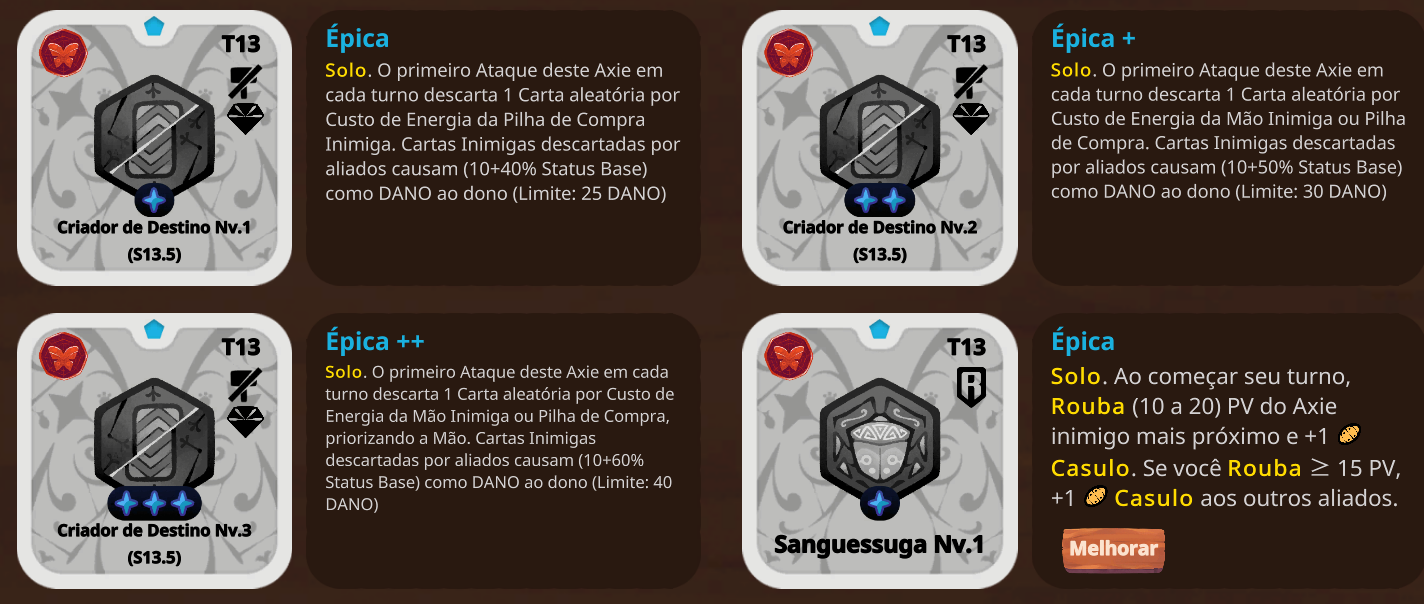 T13
Criador de Destino Nv.1
(S13.5)
Épica
Solo. O primeiro Ataque deste Axie em
cada turno descarta 1 Carta aleatória por
Custo de Energia da Pilha de Compra
Inimiga. Cartas Inimigas descartadas por
aliados causam (10+40% Status Base)
como DANO ao dono (Limite: 25 DANO)
T13
Criador de Destino Nv.2
(S13.5)
Épica +
Solo. O primeiro Ataque deste Axie em
cada turno descarta 1 Carta aleatória por
Custo de Energia da Mão Inimiga ou Pilha
de Compra. Cartas Inimigas descartadas
por aliados causam (10+50% Status Base)
como DANO ao dono (Limite: 30 DANO)
T13
Criador de Destino Nv.3
(S13.5)
Épica ++
Solo. O primeiro Ataque deste Axie em cada
turno descarta 1 Carta aleatória por Custo de
Energia da Mão Inimiga ou Pilha de Compra,
priorizando a Mão. Cartas Inimigas
descartadas por aliados causam (10+60%
Status Base) como DANO ao dono (Limite: 40
DANO)
T13
R
Sanguessuga Nv.1
Épica
Solo. Ao começar seu turno,
Rouba (10 a 20) PV do Axie
inimigo mais próximo e +1
Casulo. Se você Rouba ≥ 15 PV,
+1 Casulo aos outros aliados.
Melhorar